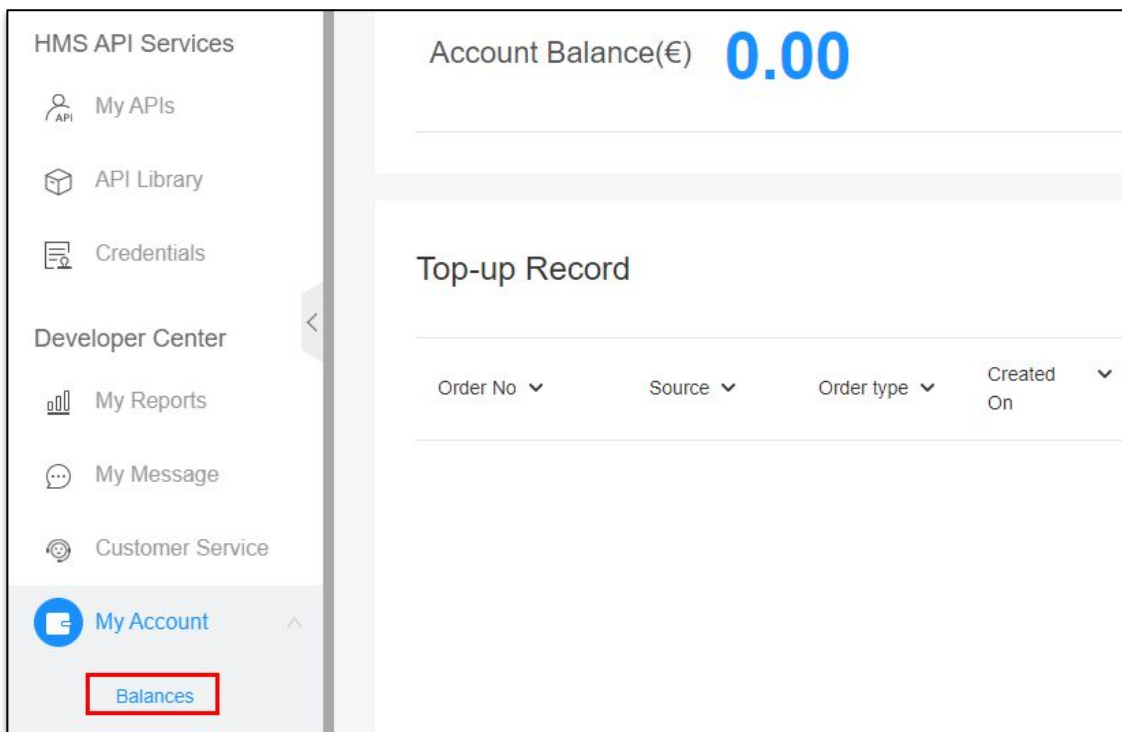 HMS API Services
API
My APIs
API Library
Credentials
Developer Center
My Reports
My Message
Customer Service
My Account
Balances
Account Balance(€) 0.00
Top-up Record
Order No
Source
Order type
Created
On